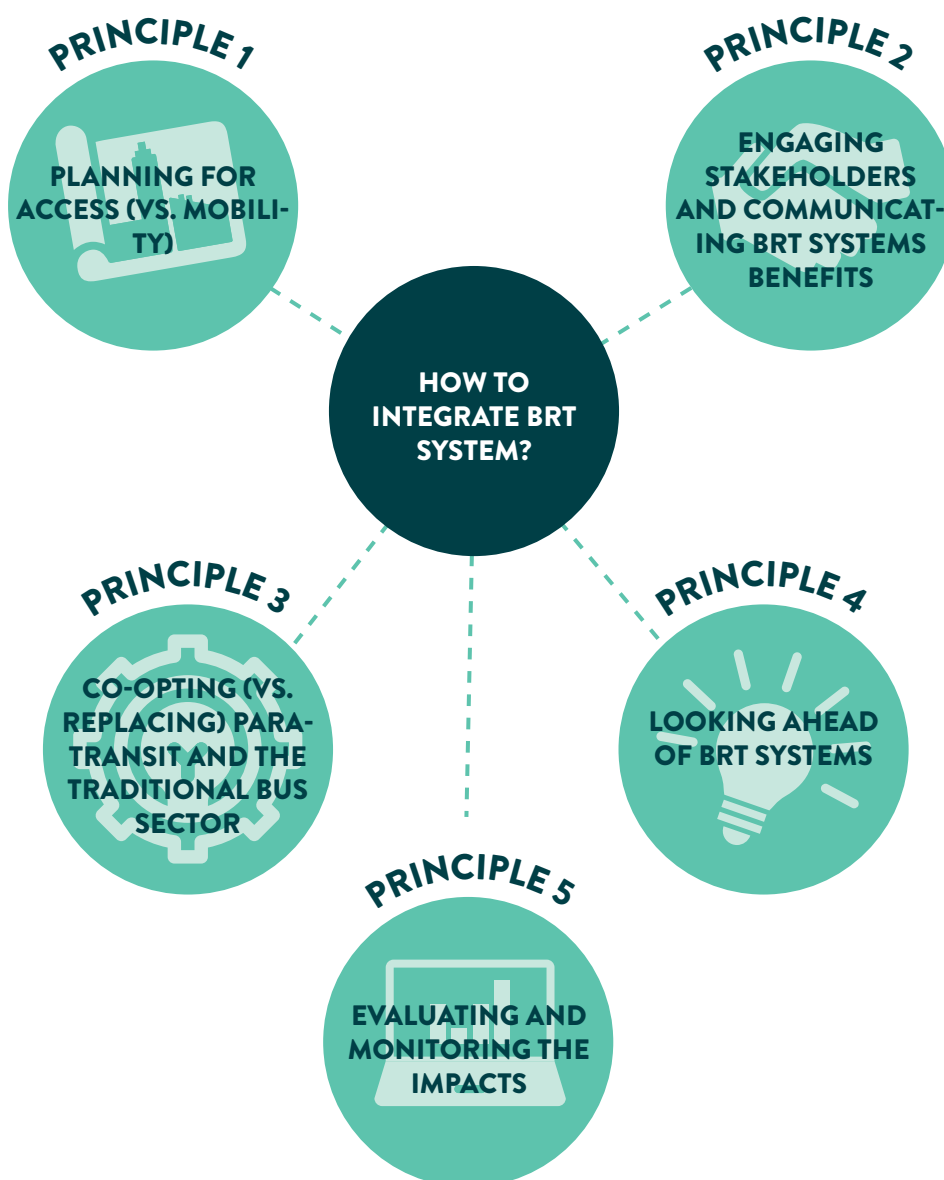 PRINCIPLE 1
PLANNING FOR
ACCESS (VS. MOBILI-
TY)
PRINCIPLE 2
ENGAGING
STAKEHOLDERS
AND COMMUNICAT-
ING BRT SYSTEMS
BENEFITS
HOW TO
INTEGRATE BRT
SYSTEM?
PRINCIPLE 3
CO-OPTING (VS.
REPLACING) PARA-
TRANSIT AND THE
TRADITIONAL BUS
SECTOR
PRINCIPLE 4
LOOKING AHEAD
OF BRT SYSTEMS
PRINCIPLE 5
EVALUATING AND
MONITORING THE
IMPACTS